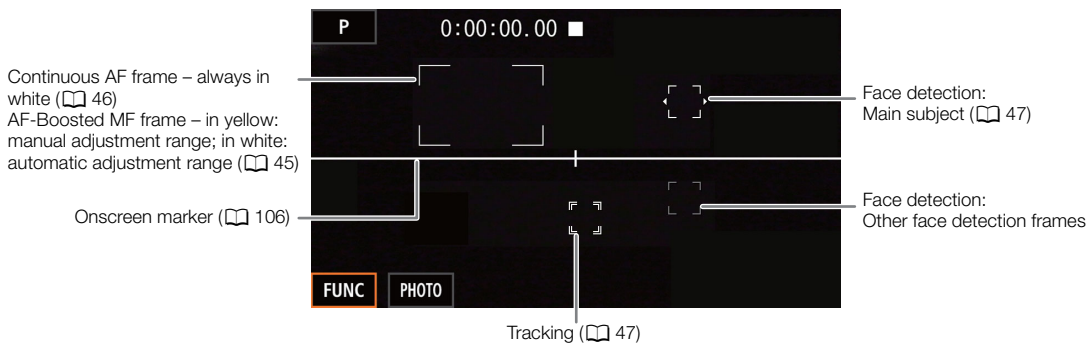 P
0:00:00.00
Continuous AF frame – always in
white (46)
AF-Boosted MF frame – in yellow:
manual adjustment range; in white:
automatic adjustment range (45)
Face detection:
Main subject (47)
Onscreen marker (106)
Face detection:
Other face detection frames
FUNC
PHOTO
Tracking (47)